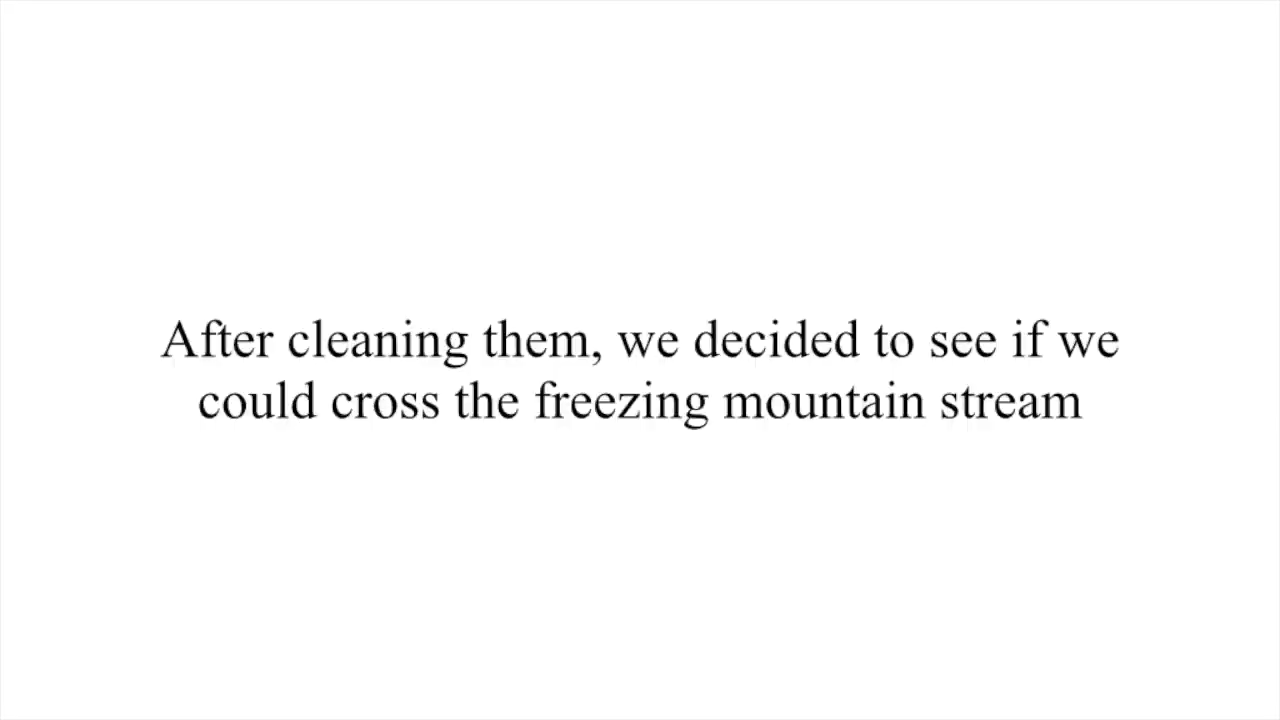 After cleaning them, we decided to see if we
could cross the freezing mountain stream